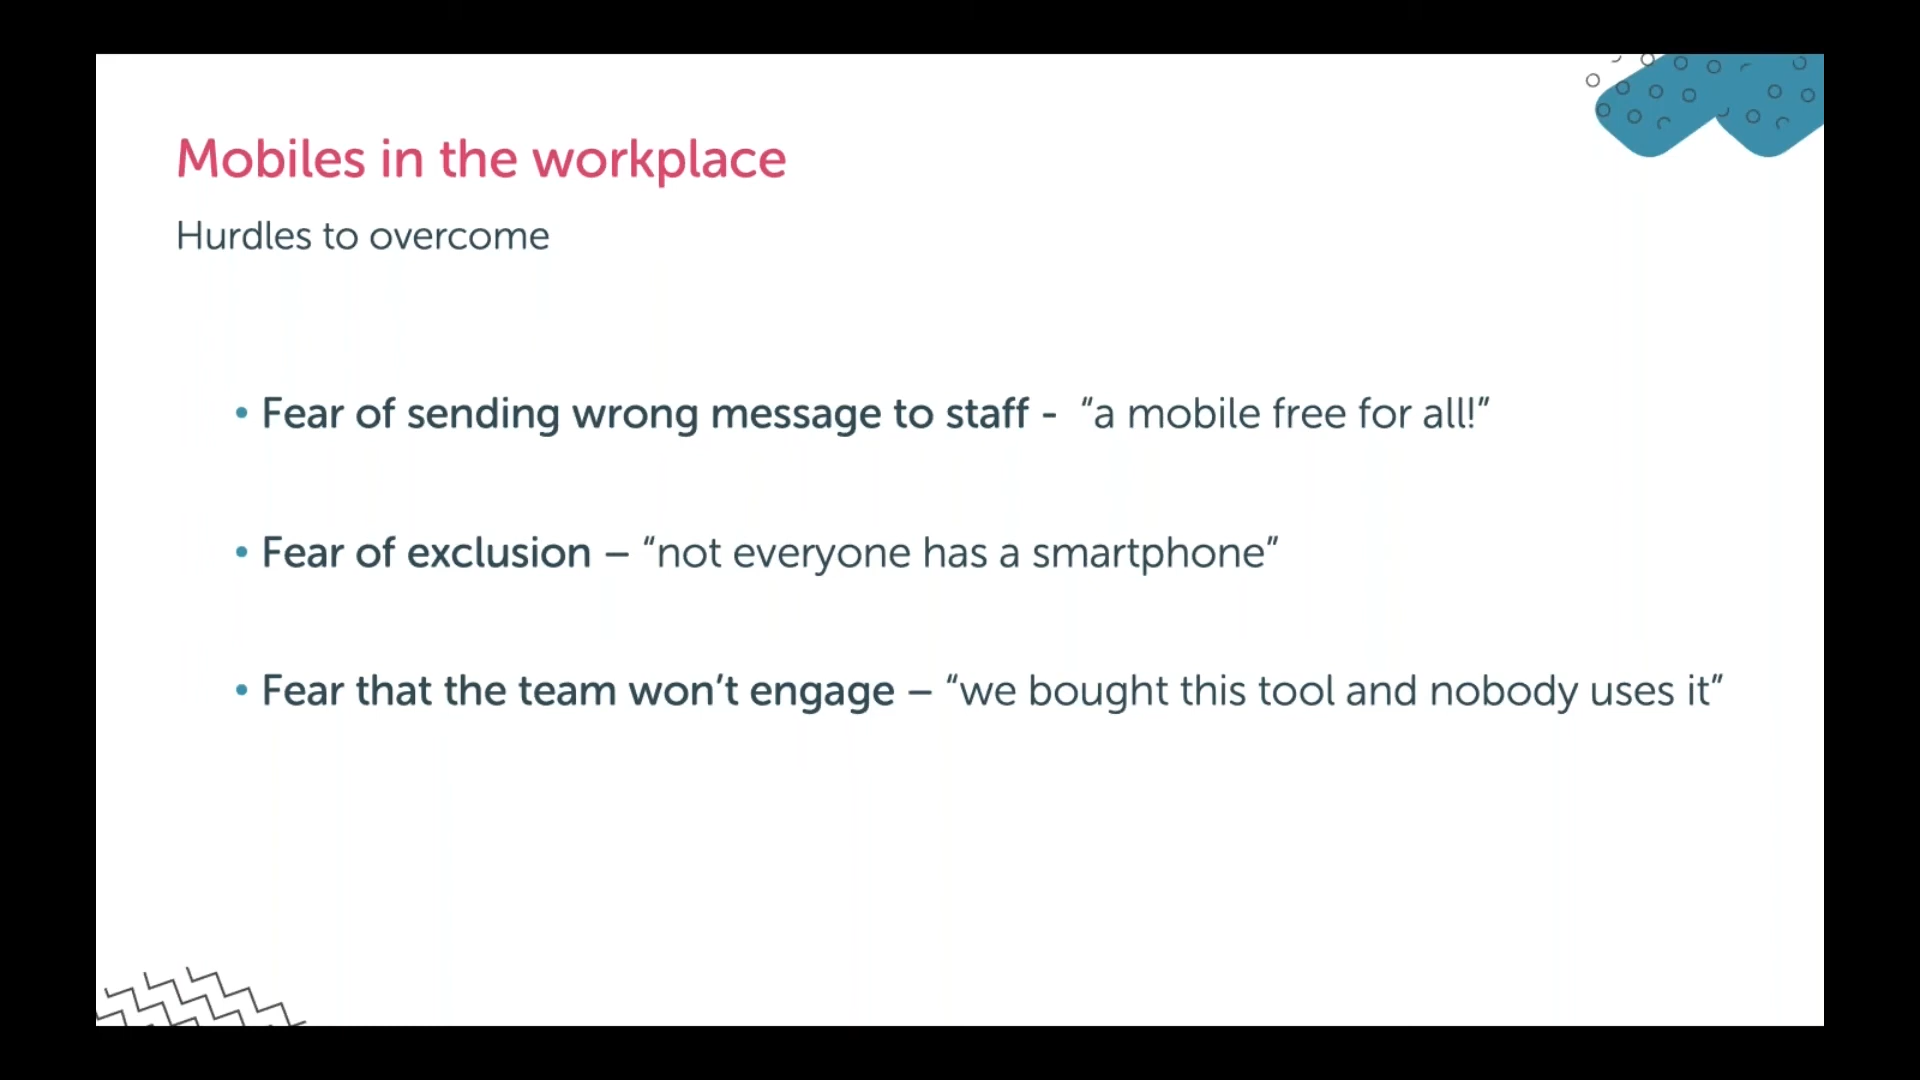 Mobiles in the workplace
Hurdles to overcome
• Fear of sending wrong message to staff - “a mobile free for all!”
• Fear of exclusion – “not everyone has a smartphone”
• Fear that the team won’t engage – “we bought this tool and nobody uses it”